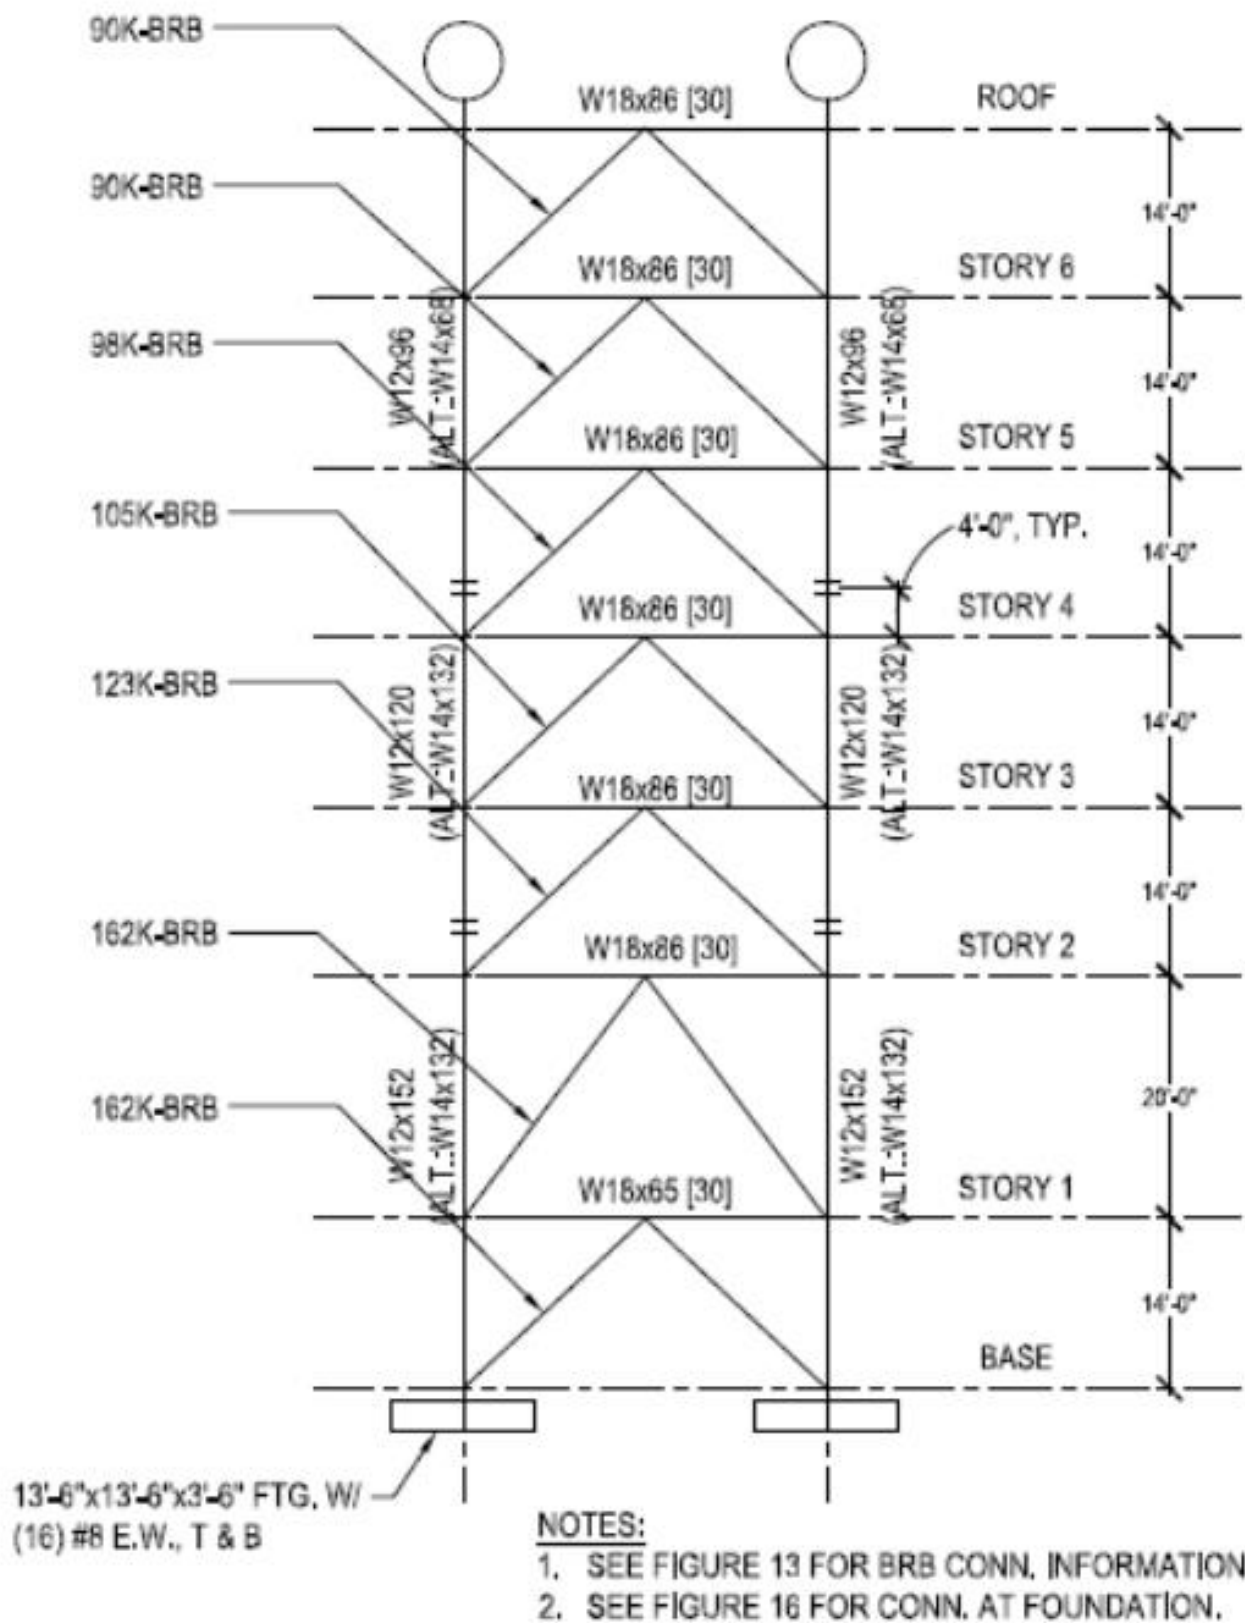 90K-BRB
W18x86 [30]
ROOF
14'-0"
90K-BRB
W18x86 [30]
STORY 6
98K-BRB
W12x96
(ALT.:W14x68)
W12x96
(ALT.:W14x68)
14'-0"
W18x86 [30]
STORY 5
105K-BRB
4'-0", TYP.
14'-0"
W18x86 [30]
STORY 4
123K-BRB
W12x120
(ALT.:W14x132)
W12x120
(ALT.:W14x132)
14'-0"
W18x86 [30]
STORY 3
14'-0"
162K-BRB
W18x86 [30]
STORY 2
162K-BRB
W12x152
(ALT.:W14x132)
W12x152
(ALT.:W14x132)
20'-0"
W18x65 [30]
STORY 1
14'-0"
BASE
13'-6"x13'-6"x3'-6" FTG. W/
(16) #8 E.W., T & B
NOTES:
1. SEE FIGURE 13 FOR BRB CONN. INFORMATION
2. SEE FIGURE 16 FOR CONN. AT FOUNDATION.